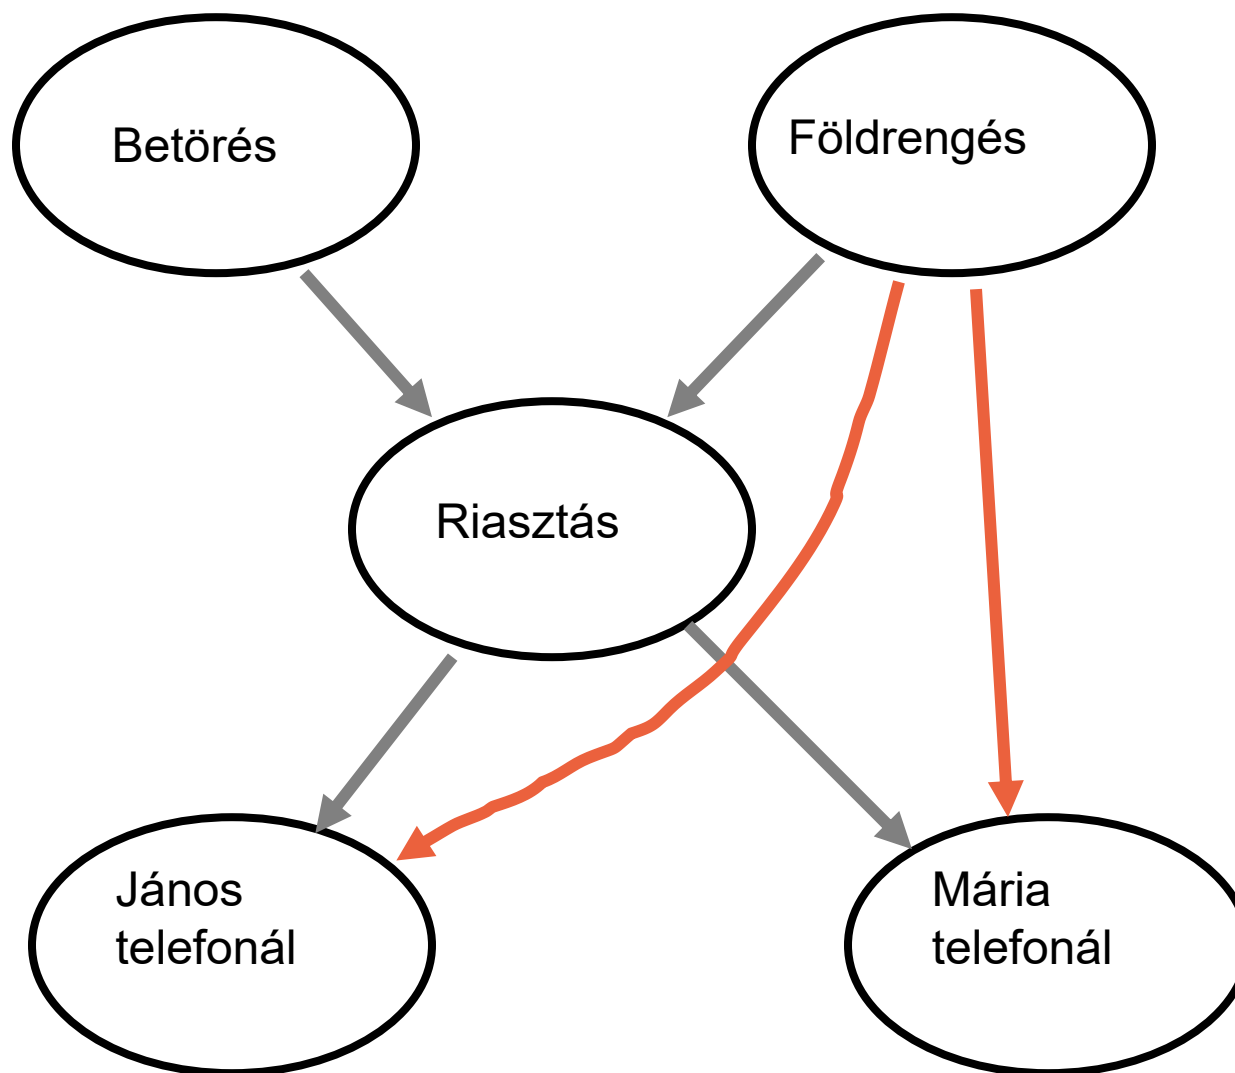 Betörés
Földrengés
Riasztás
János
telefonál
Mária
telefonál